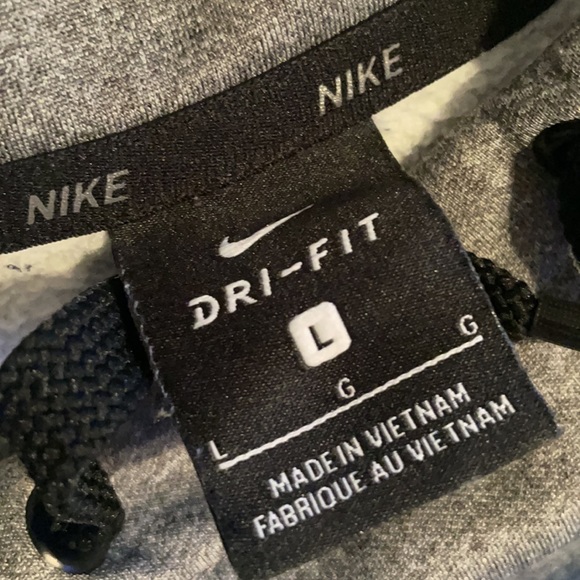 NIKE NIKE
DRI-FIT
L
L G G
MADE IN VIETNAM
FABRIQUE AU VIETNAM